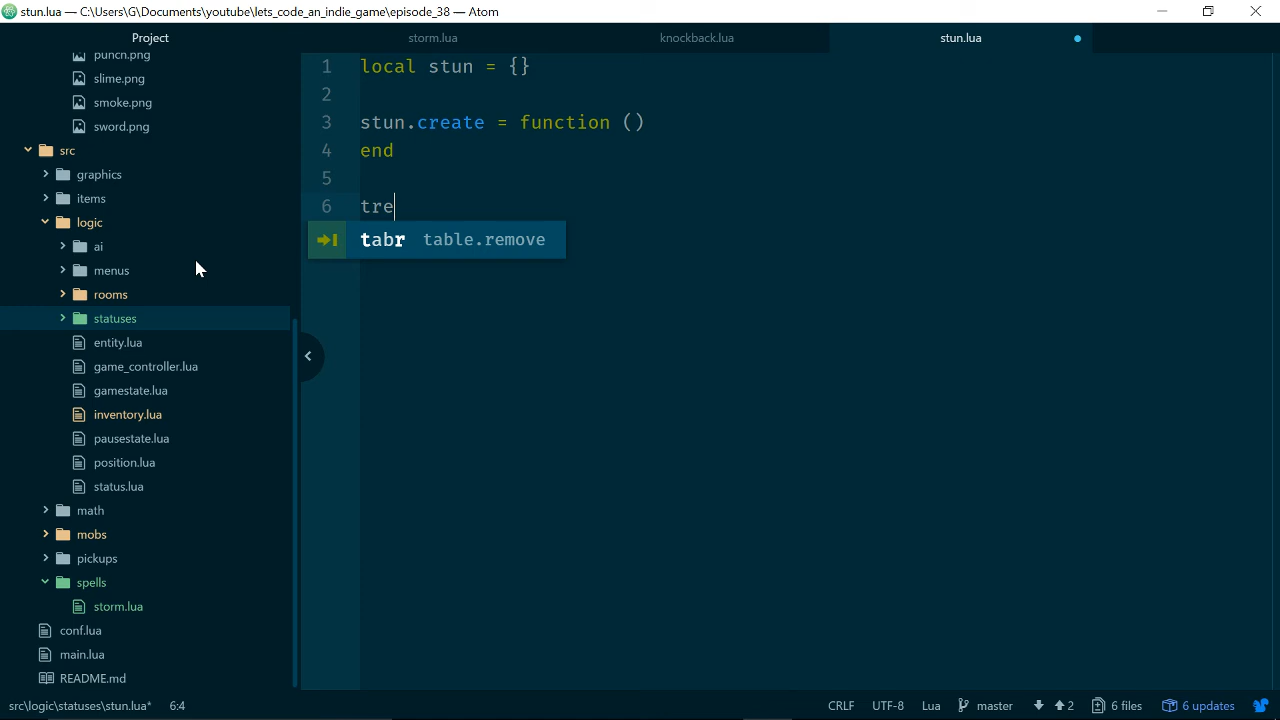 stun.lua — C:\Users\G\Documents\youtube\lets_code_an_indie_game\episode_38 — Atom
Project
storm.lua
knockback.lua
stun.lua
punch.png
slime.png
smoke.png
sword.png
src
graphics
items
logic
ai
menus
rooms
statuses
entity.lua
game_controller.lua
gamestate.lua
inventory.lua
pausestate.lua
position.lua
status.lua
math
mobs
pickups
spells
storm.lua
conf.lua
main.lua
README.md
1 local stun = {}
2
3 stun.create = function ()
4 end
5
6 tre
tabr table.remove
src\logic\statuses\stun.lua* 6:4 CRLF UTF-8 Lua master 2 6 files 6 updates